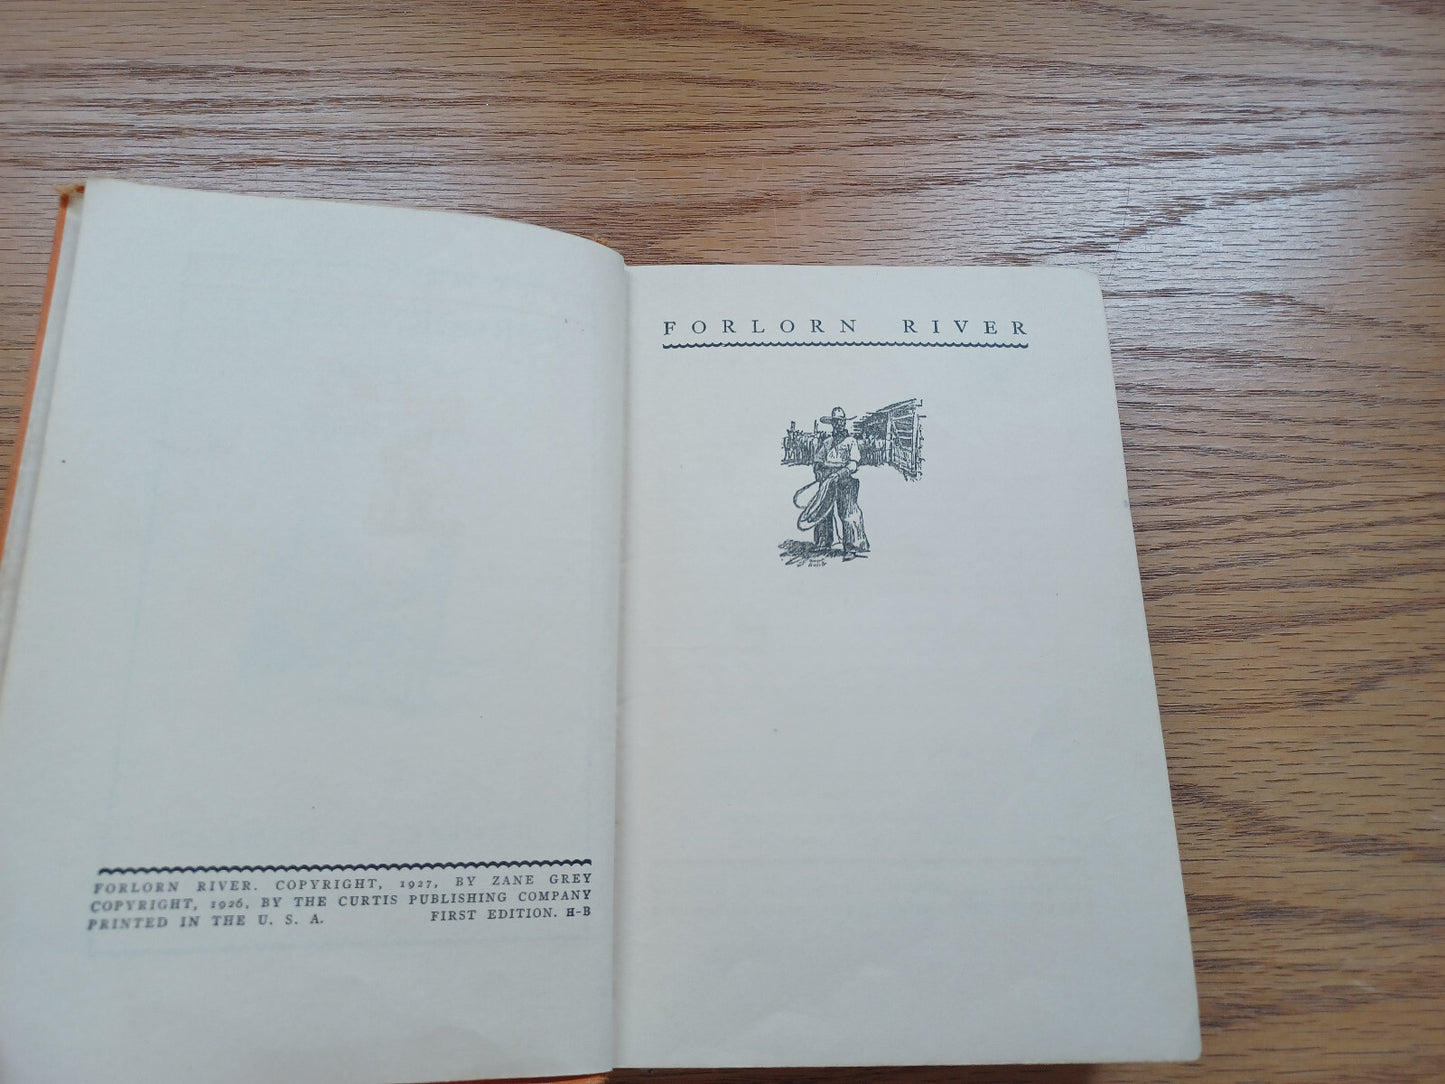 FORLORN RIVER. COPYRIGHT, 1927, BY ZANE GREY
COPYRIGHT, 1926, BY THE CURTIS PUBLISHING COMPANY
PRINTED IN THE U. S. A. FIRST EDITION. H-B
FORLORN RIVER